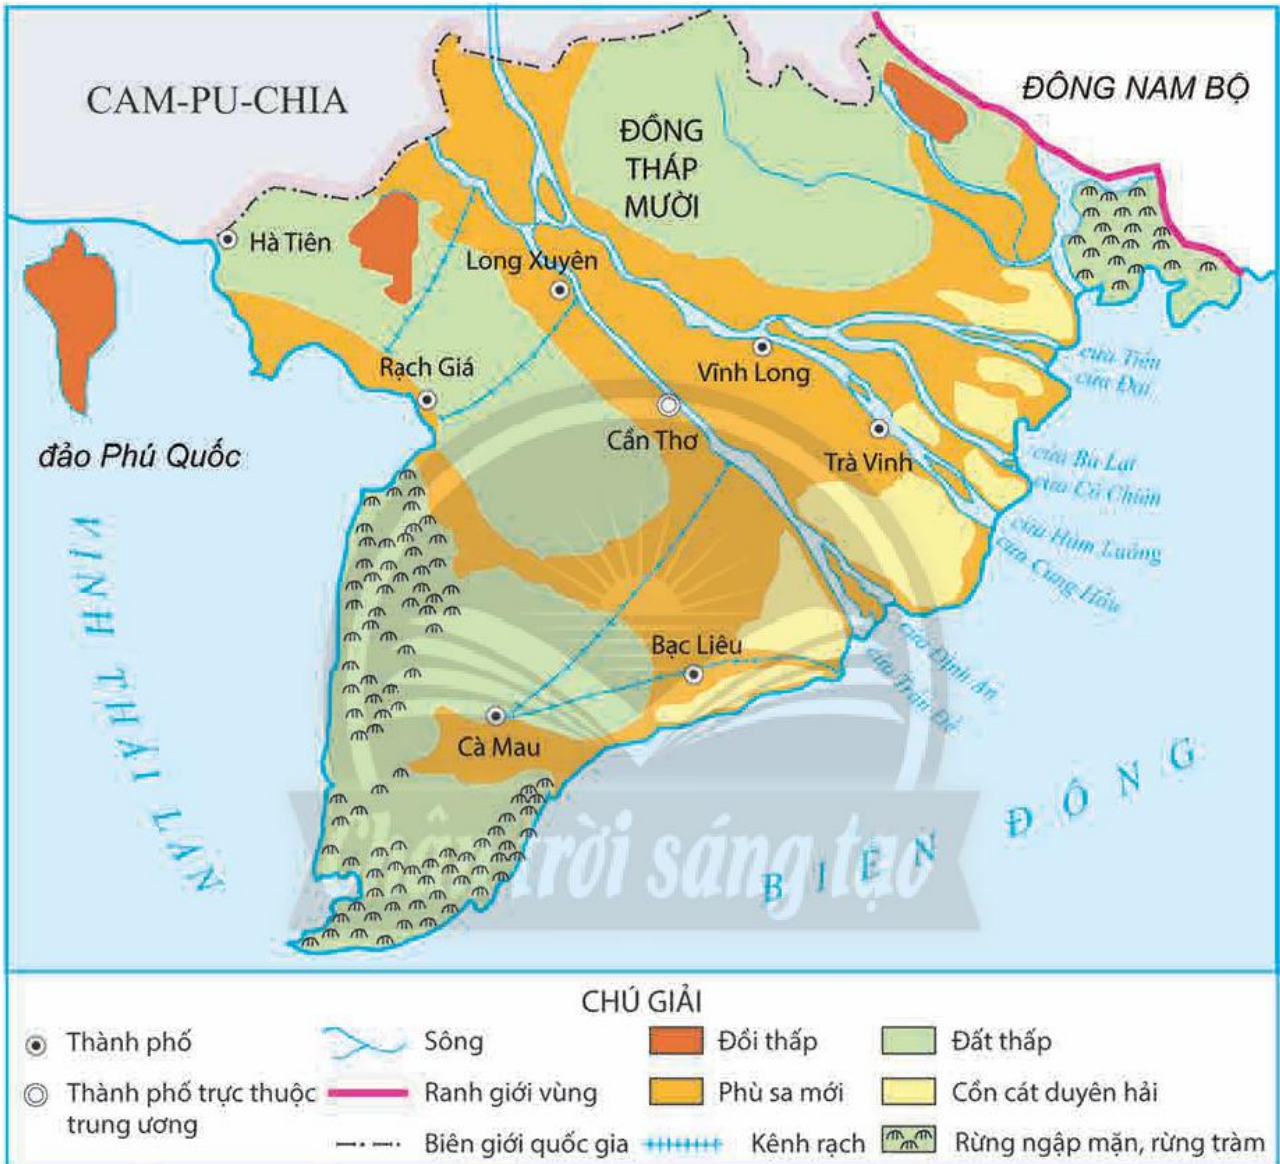 CAM-PU-CHIA
ĐÔNG NAM BỘ
ĐỒNG
THÁP
MƯỜI
Hà Tiên
Long Xuyên
Rạch Giá
Vĩnh Long
cửa Tiểu
cửa Đại
Cần Thơ
Trà Vinh
đảo Phú Quốc
cửa Ba Lai
cửa Cổ Chiên
cửa Hàm Luông
cửa Cung Hầu
VỊNH THÁI LAN
Bạc Liêu
cửa Định An
cửa Trần Đề
Cà Mau
BIỂN ĐÔNG
Chân trời sáng tạo
CHÚ GIẢI
Thành phố
Sông
Đồi thấp
Đất thấp
Thành phố trực thuộc
trung ương
Ranh giới vùng
Phù sa mới
Cồn cát duyên hải
Biên giới quốc gia
Kênh rạch
Rừng ngập mặn, rừng tràm